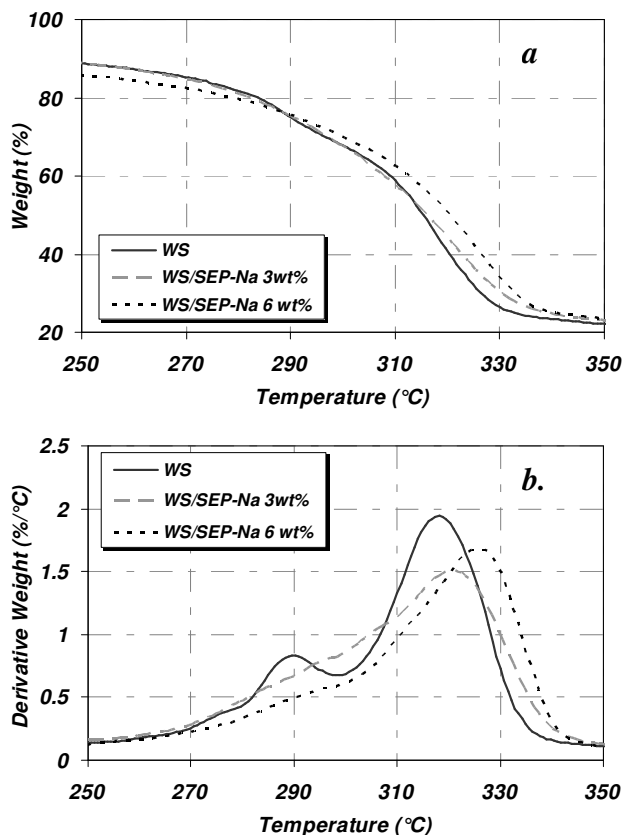 100
80
60
40
20
Weight (%)
a
WS
WS/SEP-Na 3wt%
WS/SEP-Na 6 wt%
250 270 290 310 330 350
Temperature (°C)
2.5
2
1.5
1
0.5
0
Derivative Weight (%/°C)
b.
WS
WS/SEP-Na 3wt%
WS/SEP-Na 6 wt%
250 270 290 310 330 350
Temperature (°C)